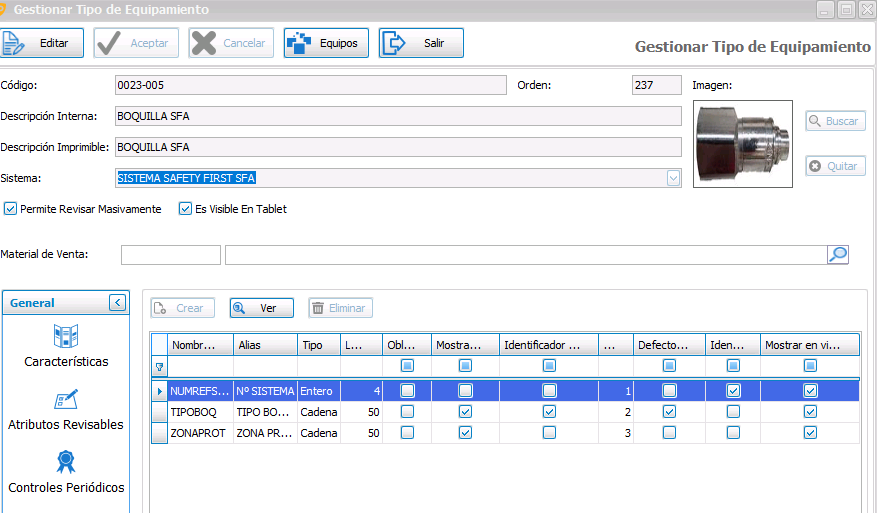 Gestionar Tipo de Equipamiento
Editar Aceptar Cancelar Equipos Salir
Gestionar Tipo de Equipamiento
Código: 0023-005 Orden: 237 Imagen:
Descripción Interna: BOQUILLA SFA
Buscar
Descripción Imprimible: BOQUILLA SFA
Quitar
Sistema: SISTEMA SAFETY FIRST SFA
Permite Revisar Masivamente Es Visible En Tablet
Material de Venta:
General
Características
Atributos Revisables
Controles Periódicos
Crear Ver Eliminar
Nombr... Alias Tipo L... Obl... Mostra... Identificador ... ... Defecto... Iden... Mostrar en vi...
NUMREFS... Nº SISTEMA Entero 4 1
TIPOBOQ TIPO BO... Cadena 50 2
ZONAPROT ZONA PR... Cadena 50 3